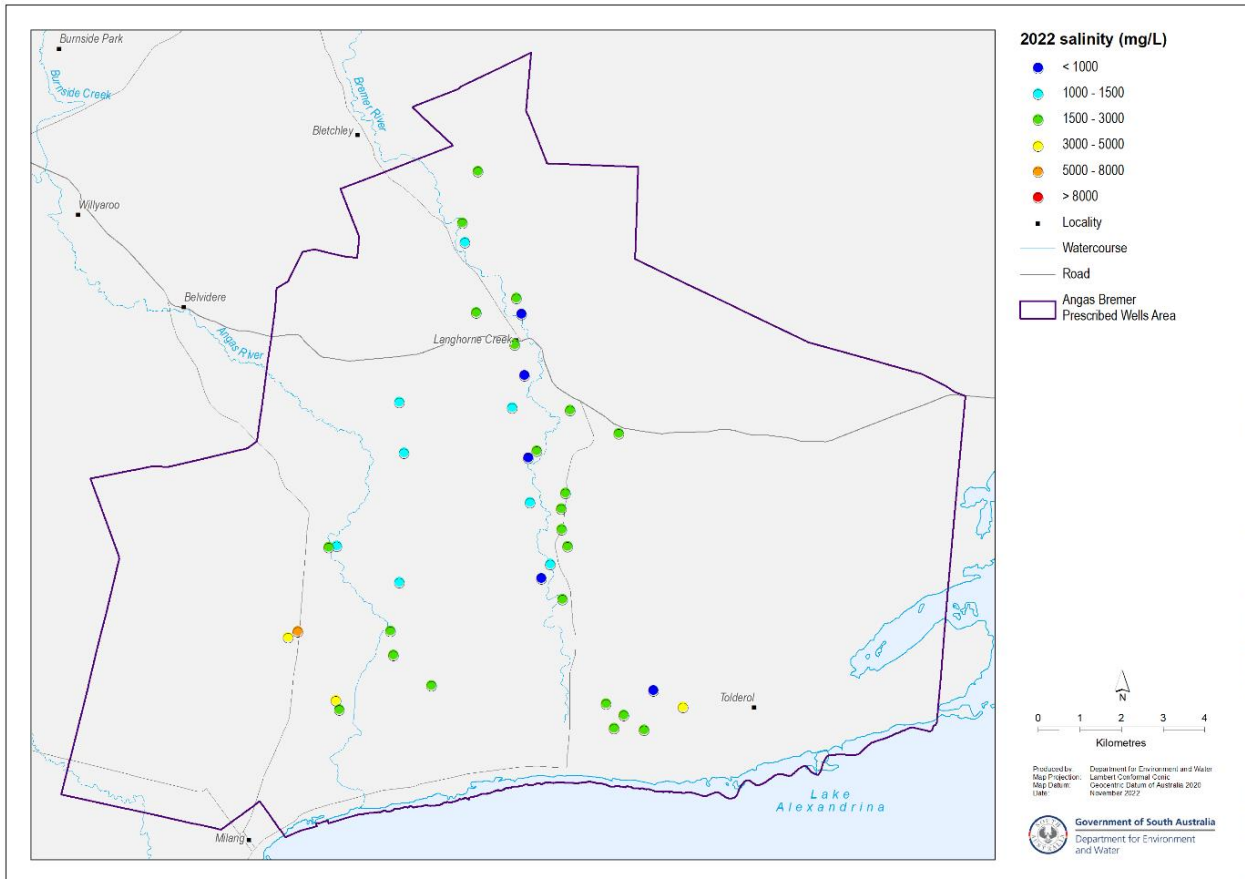 Burnside Park
Burnside Creek
Bremer River
Bletchley
Willyaroo
Belvidere
Angas River
Langhorne Creek
Tolderol
Lake
Alexandrina
Milang
2022 salinity (mg/L)
< 1000
1000 - 1500
1500 - 3000
3000 - 5000
5000 - 8000
> 8000
Locality
Watercourse
Road
Angas Bremer
Prescribed Wells Area
N
0 1 2 3 4
Kilometres
Produced by: Department for Environment and Water
Map Projection: Lambert Conformal Conic
Map Datum: Geocentric Datum of Australia 2020
Date: November 2022
SOUTH AUSTRALIA
Government of South Australia
Department for Environment
and Water